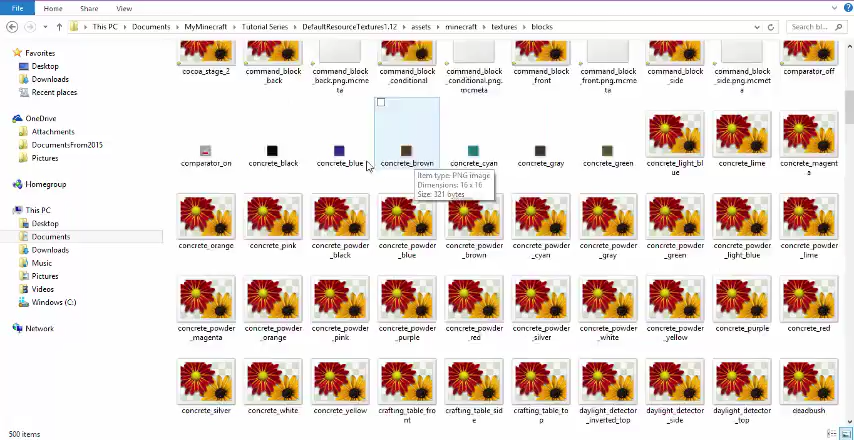 File Home Share View
This PC Documents MyMinecraft Tutorial Series DefaultResourceTextures1.12 assets minecraft textures blocks Search bl...
Favorites
Desktop
Downloads
Recent places
OneDrive
Attachments
DocumentsFrom2015
Pictures
Homegroup
This PC
Desktop
Documents
Downloads
Music
Pictures
Videos
Windows (C:)
Network
cocoa_stage_2 command_block_back command_block_back.png.mcmeta command_block_conditional command_block_conditional.png.mcmeta command_block_front command_block_front.png.mcmeta command_block_side command_block_side.png.mcmeta comparator_off
comparator_on concrete_black concrete_blue concrete_brown concrete_cyan concrete_gray concrete_green concrete_light_blue concrete_lime concrete_magenta
Item type: PNG image
Dimensions: 16 x 16
Size: 321 bytes
concrete_orange concrete_pink concrete_powder_black concrete_powder_blue concrete_powder_brown concrete_powder_cyan concrete_powder_gray concrete_powder_green concrete_powder_light_blue concrete_powder_lime
concrete_powder_magenta concrete_powder_orange concrete_powder_pink concrete_powder_purple concrete_powder_red concrete_powder_silver concrete_powder_white concrete_powder_yellow concrete_purple concrete_red
concrete_silver concrete_white concrete_yellow crafting_table_front crafting_table_side crafting_table_top daylight_detector_inverted_top daylight_detector_side daylight_detector_top deadbush
500 items